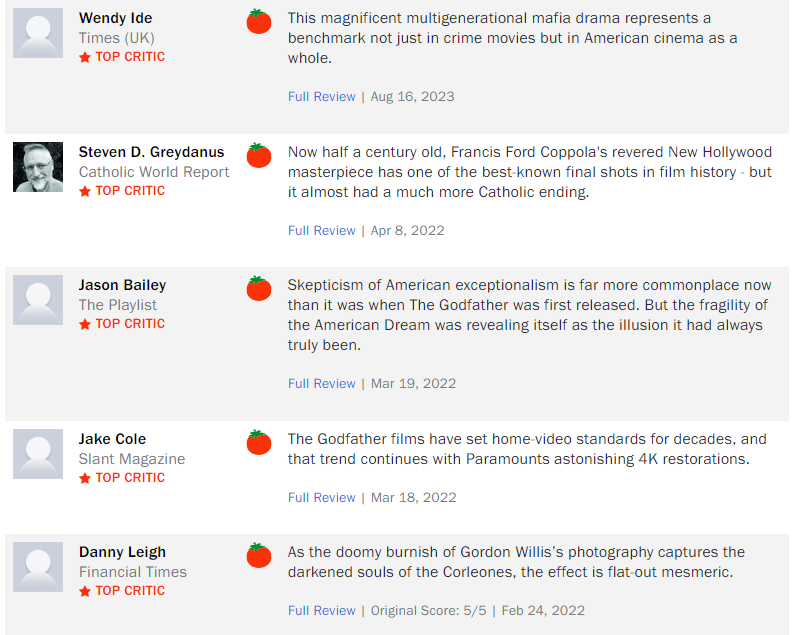 Wendy Ide
Times (UK)
TOP CRITIC
This magnificent multigenerational mafia drama represents a
benchmark not just in crime movies but in American cinema as a
whole.
Full Review | Aug 16, 2023
Steven D. Greydanus
Catholic World Report
TOP CRITIC
Now half a century old, Francis Ford Coppola's revered New Hollywood
masterpiece has one of the best-known final shots in film history - but
it almost had a much more Catholic ending.
Full Review | Apr 8, 2022
Jason Bailey
The Playlist
TOP CRITIC
Skepticism of American exceptionalism is far more commonplace now
than it was when The Godfather was first released. But the fragility of
the American Dream was revealing itself as the illusion it had always
truly been.
Full Review | Mar 19, 2022
Jake Cole
Slant Magazine
TOP CRITIC
The Godfather films have set home-video standards for decades, and
that trend continues with Paramounts astonishing 4K restorations.
Full Review | Mar 18, 2022
Danny Leigh
Financial Times
TOP CRITIC
As the doomy burnish of Gordon Willis’s photography captures the
darkened souls of the Corleones, the effect is flat-out mesmeric.
Full Review | Original Score: 5/5 | Feb 24, 2022